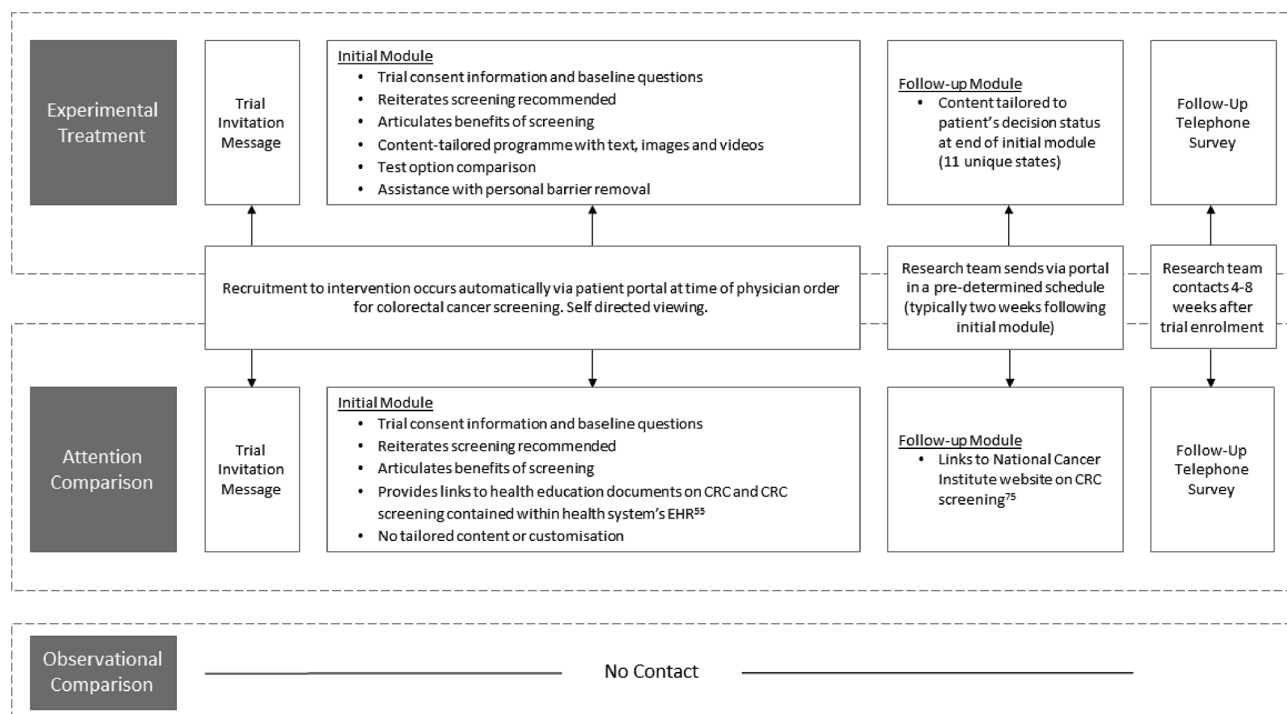 Experimental
Treatment
Trial
Invitation
Message
Initial Module
• Trial consent information and baseline questions
• Reiterates screening recommended
• Articulates benefits of screening
• Content-tailored programme with text, images and videos
• Test option comparison
• Assistance with personal barrier removal
Follow-up Module
• Content tailored to
patient's decision status
at end of initial module
(11 unique states)
Follow-Up
Telephone
Survey
Recruitment to intervention occurs automatically via patient portal at time of physician order
for colorectal cancer screening. Self directed viewing.
Research team sends via portal
in a pre-determined schedule
(typically two weeks following
initial module)
Research team
contacts 4-8
weeks after
trial enrolment
Attention
Comparison
Trial
Invitation
Message
Initial Module
• Trial consent information and baseline questions
• Reiterates screening recommended
• Articulates benefits of screening
• Provides links to health education documents on CRC and CRC
screening contained within health system's EHR⁵⁵
• No tailored content or customisation
Follow-up Module
• Links to National Cancer
Institute website on CRC
screening⁷⁵
Follow-Up
Telephone
Survey
Observational
Comparison
No Contact